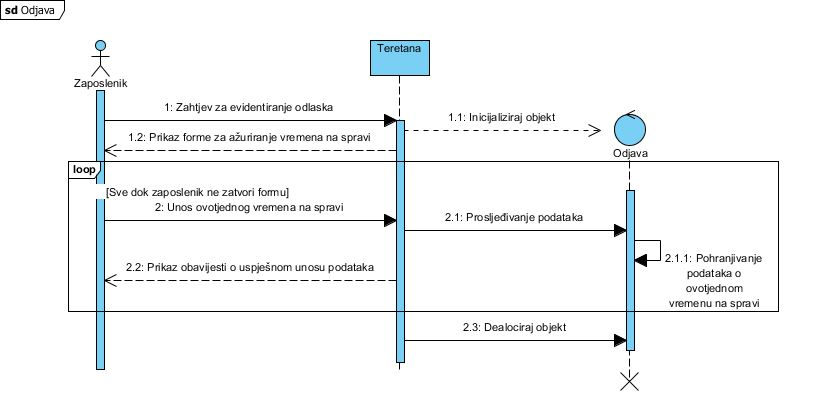 sd Odjava
Teretana
Zaposlenik
1: Zahtjev za evidentiranje odlaska
1.1: Inicijaliziraj objekt
1.2: Prikaz forme za ažuriranje vremena na spravi
Odjava
loop
[Sve dok zaposlenik ne zatvori formu]
2: Unos ovotjednog vremena na spravi
2.1: Prosljeđivanje podataka
2.1.1: Pohranjivanje
podataka o
ovotjednom
vremenu na spravi
2.2: Prikaz obavijesti o uspješnom unosu podataka
2.3: Dealociraj objekt